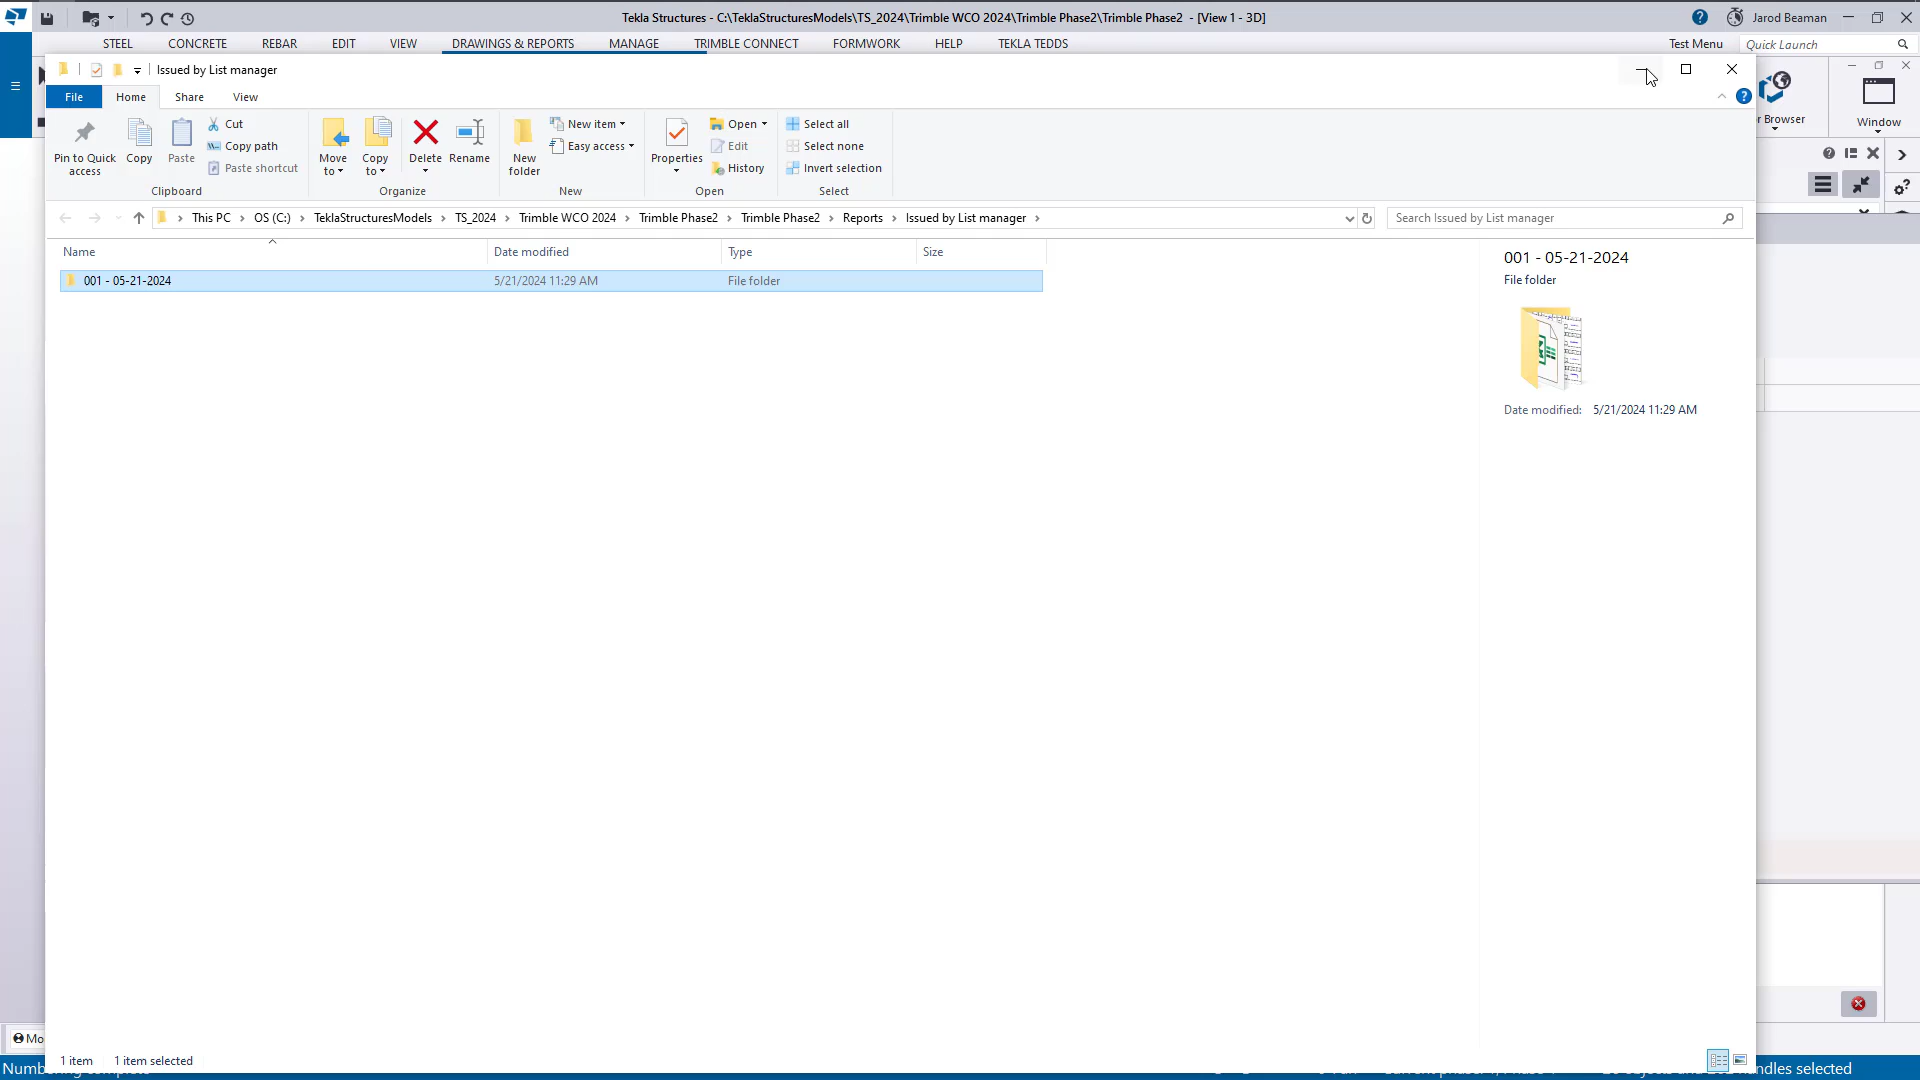 Tekla Structures - C:\TeklaStructuresModels\TS_2024\Trimble WCO 2024\Trimble Phase2\Trimble Phase2 - [View 1 - 3D]
Jarod Beaman
STEEL CONCRETE REBAR EDIT VIEW DRAWINGS & REPORTS MANAGE TRIMBLE CONNECT FORMWORK HELP TEKLA TEDDS
Test Menu Quick Launch
Issued by List manager
File Home Share View
Pin to Quick access
Copy
Paste
Cut
Copy path
Paste shortcut
Clipboard
Move to
Copy to
Delete
Rename
Organize
New folder
New item
Easy access
New
Properties
Open
Edit
History
Open
Select all
Select none
Invert selection
Select
Browser
Window
This PC > OS (C:) > TeklaStructuresModels > TS_2024 > Trimble WCO 2024 > Trimble Phase2 > Trimble Phase2 > Reports > Issued by List manager >
Search Issued by List manager
Name Date modified Type Size
001 - 05-21-2024 5/21/2024 11:29 AM File folder
001 - 05-21-2024
File folder
Date modified: 5/21/2024 11:29 AM
1 item 1 item selected
handles selected